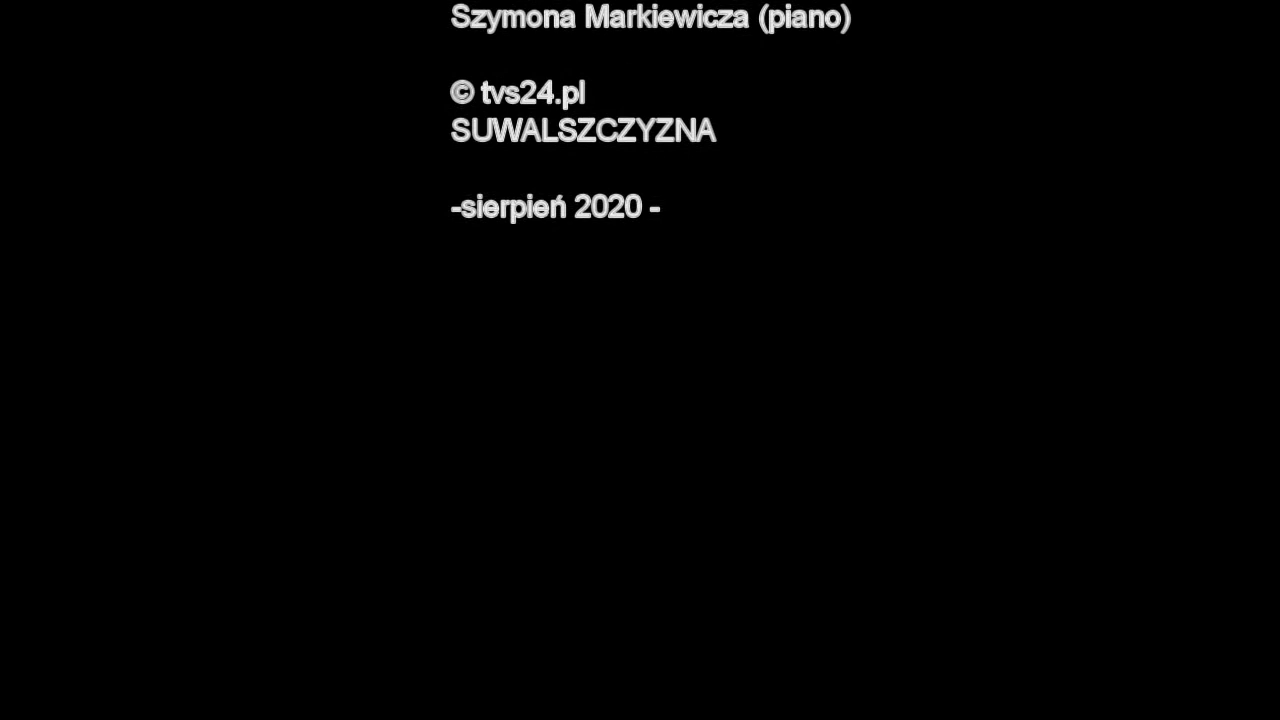 Szymona Markiewicza (piano)
© tvs24.pl
SUWALSZCZYZNA
-sierpień 2020 -